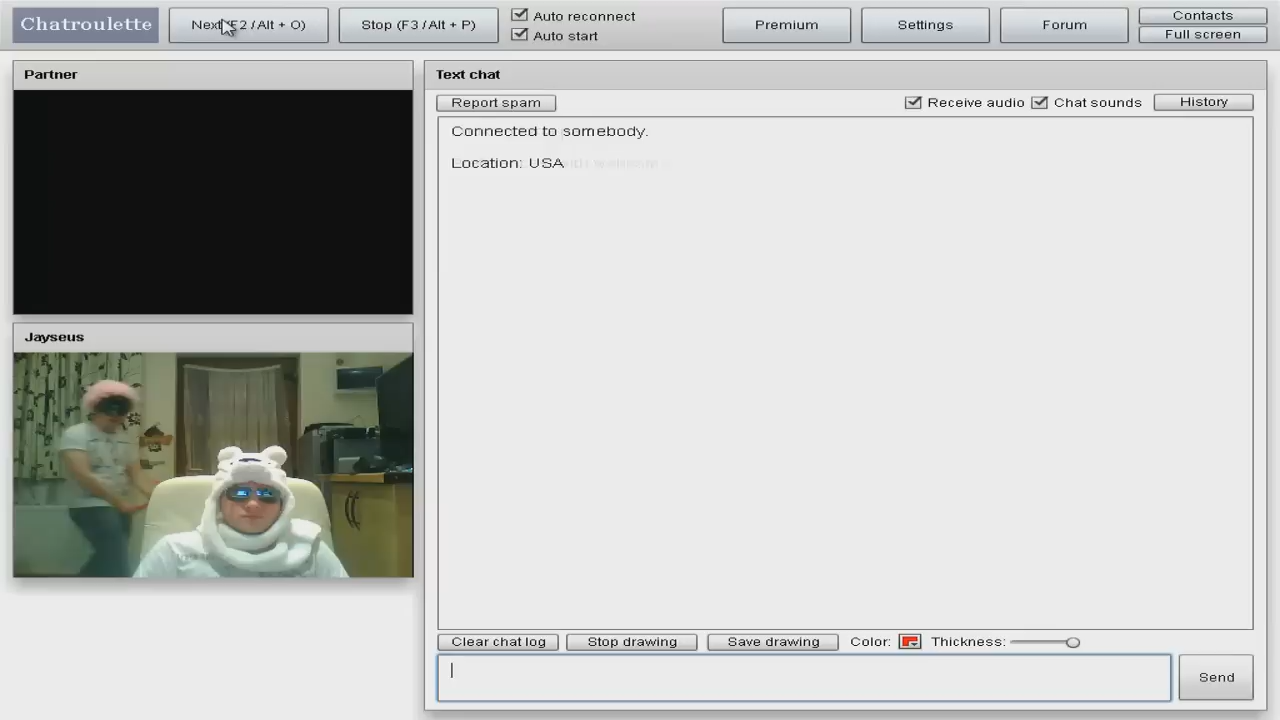 Chatroulette
Next (F2 / Alt + O)
Stop (F3 / Alt + P)
Auto reconnect
Auto start
Premium
Settings
Forum
Contacts
Full screen
Partner
Jayseus
Text chat
Report spam
Receive audio
Chat sounds
History
Connected to somebody.
Location: USA
Clear chat log
Stop drawing
Save drawing
Color:
Thickness:
Send